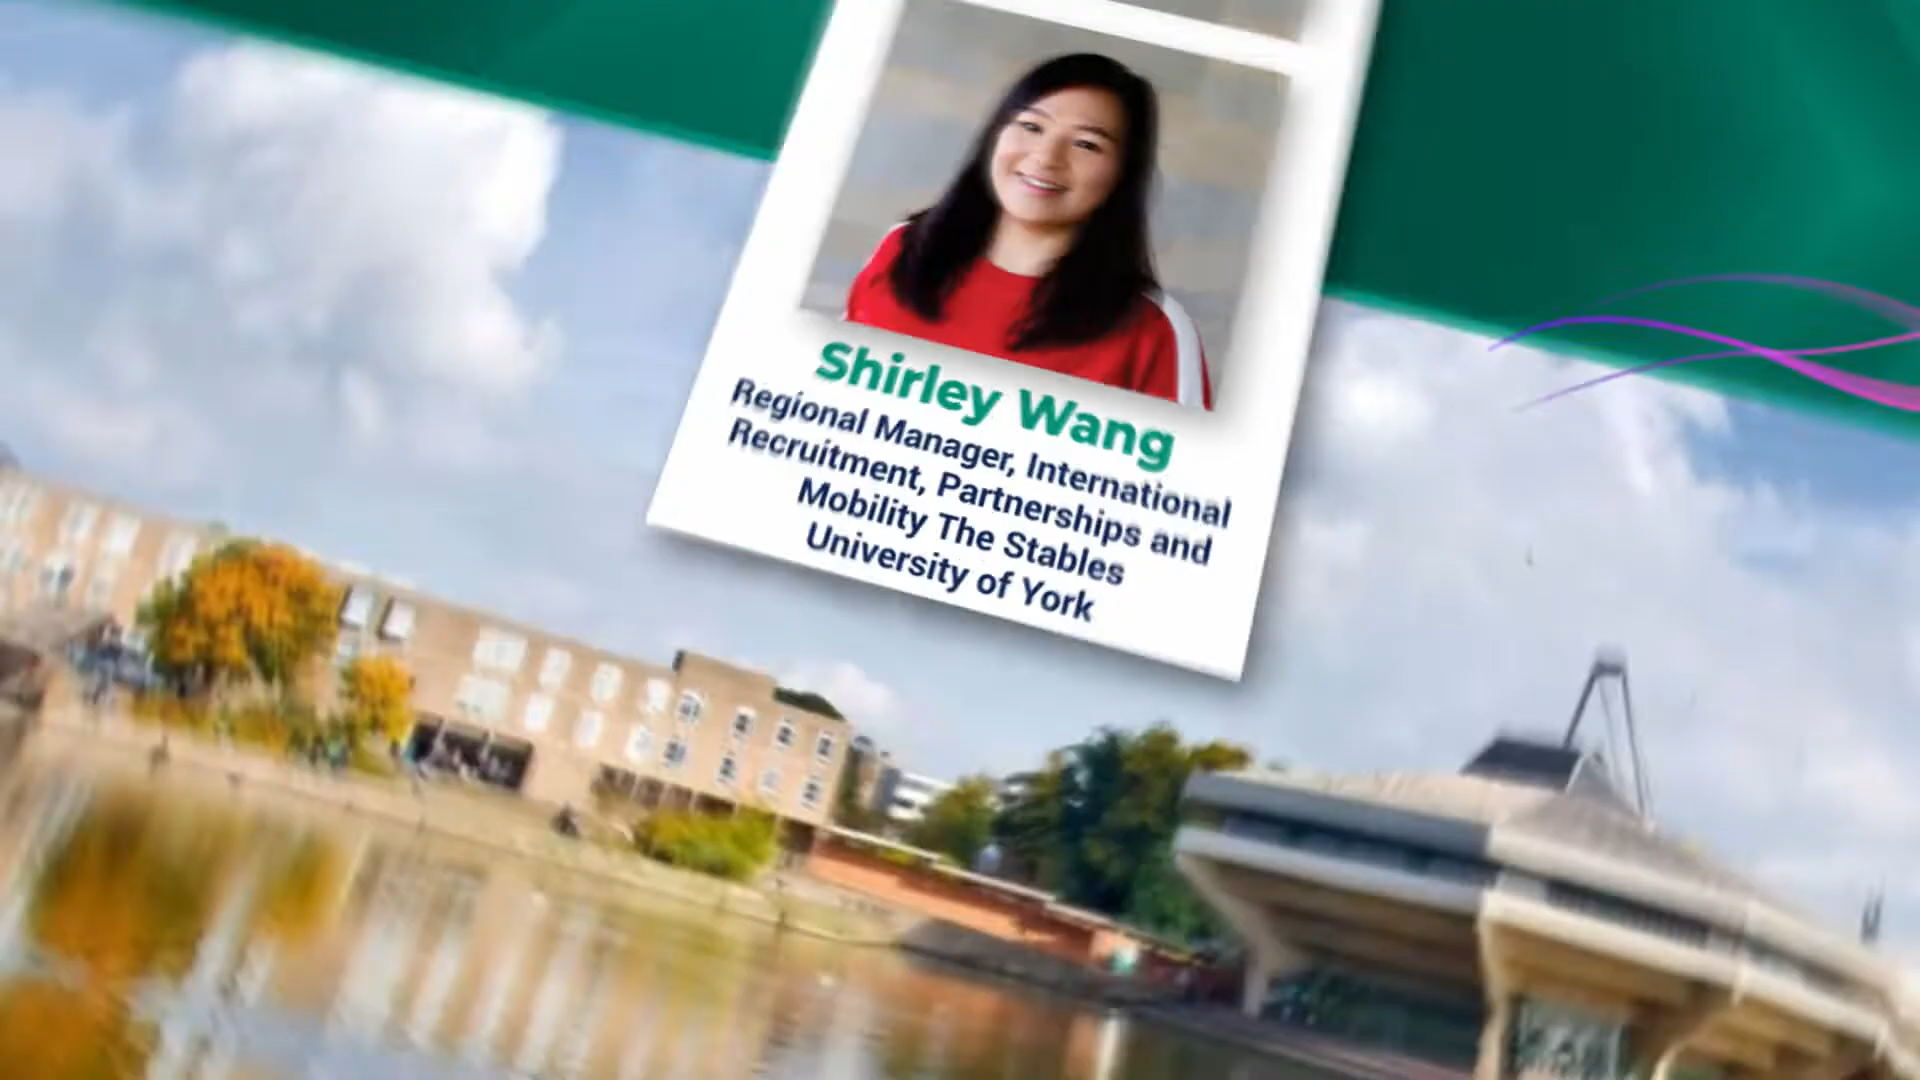 Shirley Wang
Regional Manager, International
Recruitment, Partnerships and
Mobility The Stables
University of York